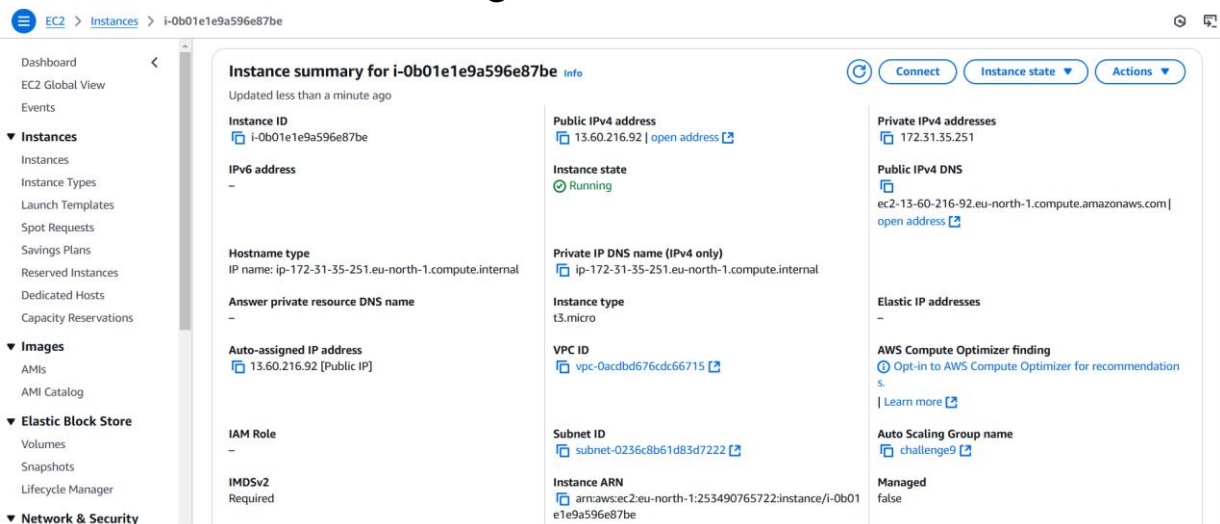 EC2 > Instances > i-0b01e1e9a596e87be
Dashboard
EC2 Global View
Events
Instances
Instances
Instance Types
Launch Templates
Spot Requests
Savings Plans
Reserved Instances
Dedicated Hosts
Capacity Reservations
Images
AMIs
AMI Catalog
Elastic Block Store
Volumes
Snapshots
Lifecycle Manager
Network & Security
Instance summary for i-0b01e1e9a596e87be Info
Updated less than a minute ago
Connect
Instance state
Actions
Instance ID
i-0b01e1e9a596e87be
Public IPv4 address
13.60.216.92 | open address
Private IPv4 addresses
172.31.35.251
IPv6 address
–
Instance state
Running
Public IPv4 DNS
ec2-13-60-216-92.eu-north-1.compute.amazonaws.com |
open address
Hostname type
IP name: ip-172-31-35-251.eu-north-1.compute.internal
Private IP DNS name (IPv4 only)
ip-172-31-35-251.eu-north-1.compute.internal
Answer private resource DNS name
–
Instance type
t3.micro
Elastic IP addresses
–
Auto-assigned IP address
13.60.216.92 [Public IP]
VPC ID
vpc-0acdbd676cdc66715
AWS Compute Optimizer finding
Opt-in to AWS Compute Optimizer for recommendation
s.
| Learn more
IAM Role
–
Subnet ID
subnet-0236c8b61d83d7222
Auto Scaling Group name
challenge9
IMDSv2
Required
Instance ARN
arn:aws:ec2:eu-north-1:253490765722:instance/i-0b01
e1e9a596e87be
Managed
false